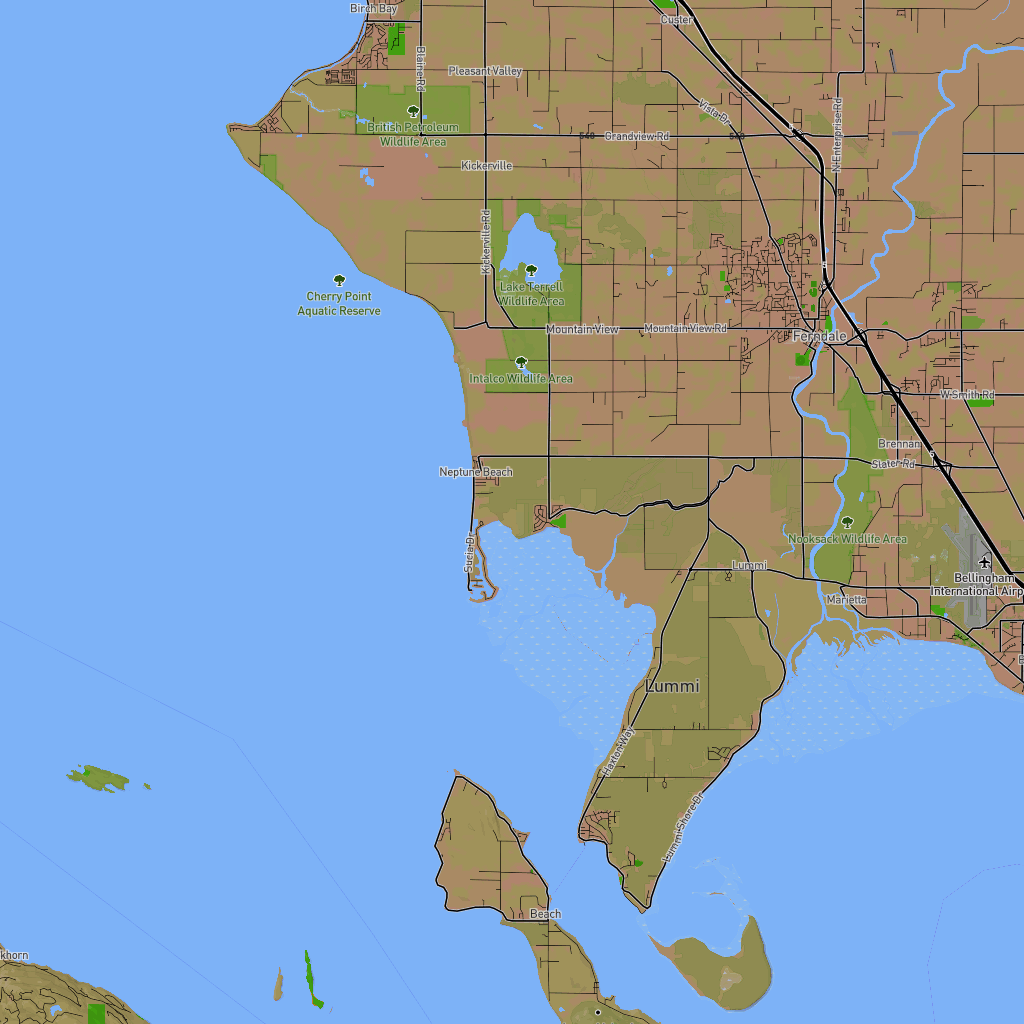 Birch Bay
Custer
Blaine Rd
Pleasant Valley
Vista Dr
N Enterprise Rd
British Petroleum
Wildlife Area
548
Grandview Rd
548
Kickerville
Kickerville Rd
Lake Terrell
Wildlife Area
Cherry Point
Aquatic Reserve
Mountain View
Mountain View Rd
Ferndale
Intalco Wildlife Area
W Smith Rd
Brennan
Slater Rd
Neptune Beach
Sucia Dr
Nooksack Wildlife Area
Lummi
Bellingham
International Airp
Marietta
Lummi
Haxton Way
Lummi Shore Dr
Beach
khorn